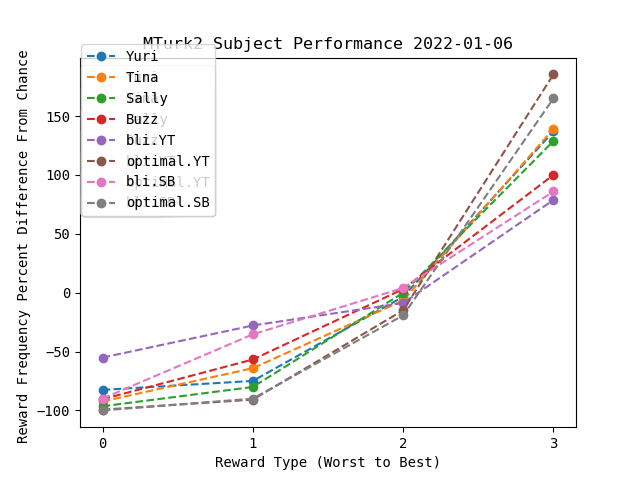 MTurk2 Subject Performance 2022-01-06
Yuri
Tina
Sally
Buzz
bli.YT
optimal.YT
bli.SB
optimal.SB
Reward Frequency Percent Difference From Chance
150
100
50
0
−50
−100
0 1 2 3
Reward Type (Worst to Best)